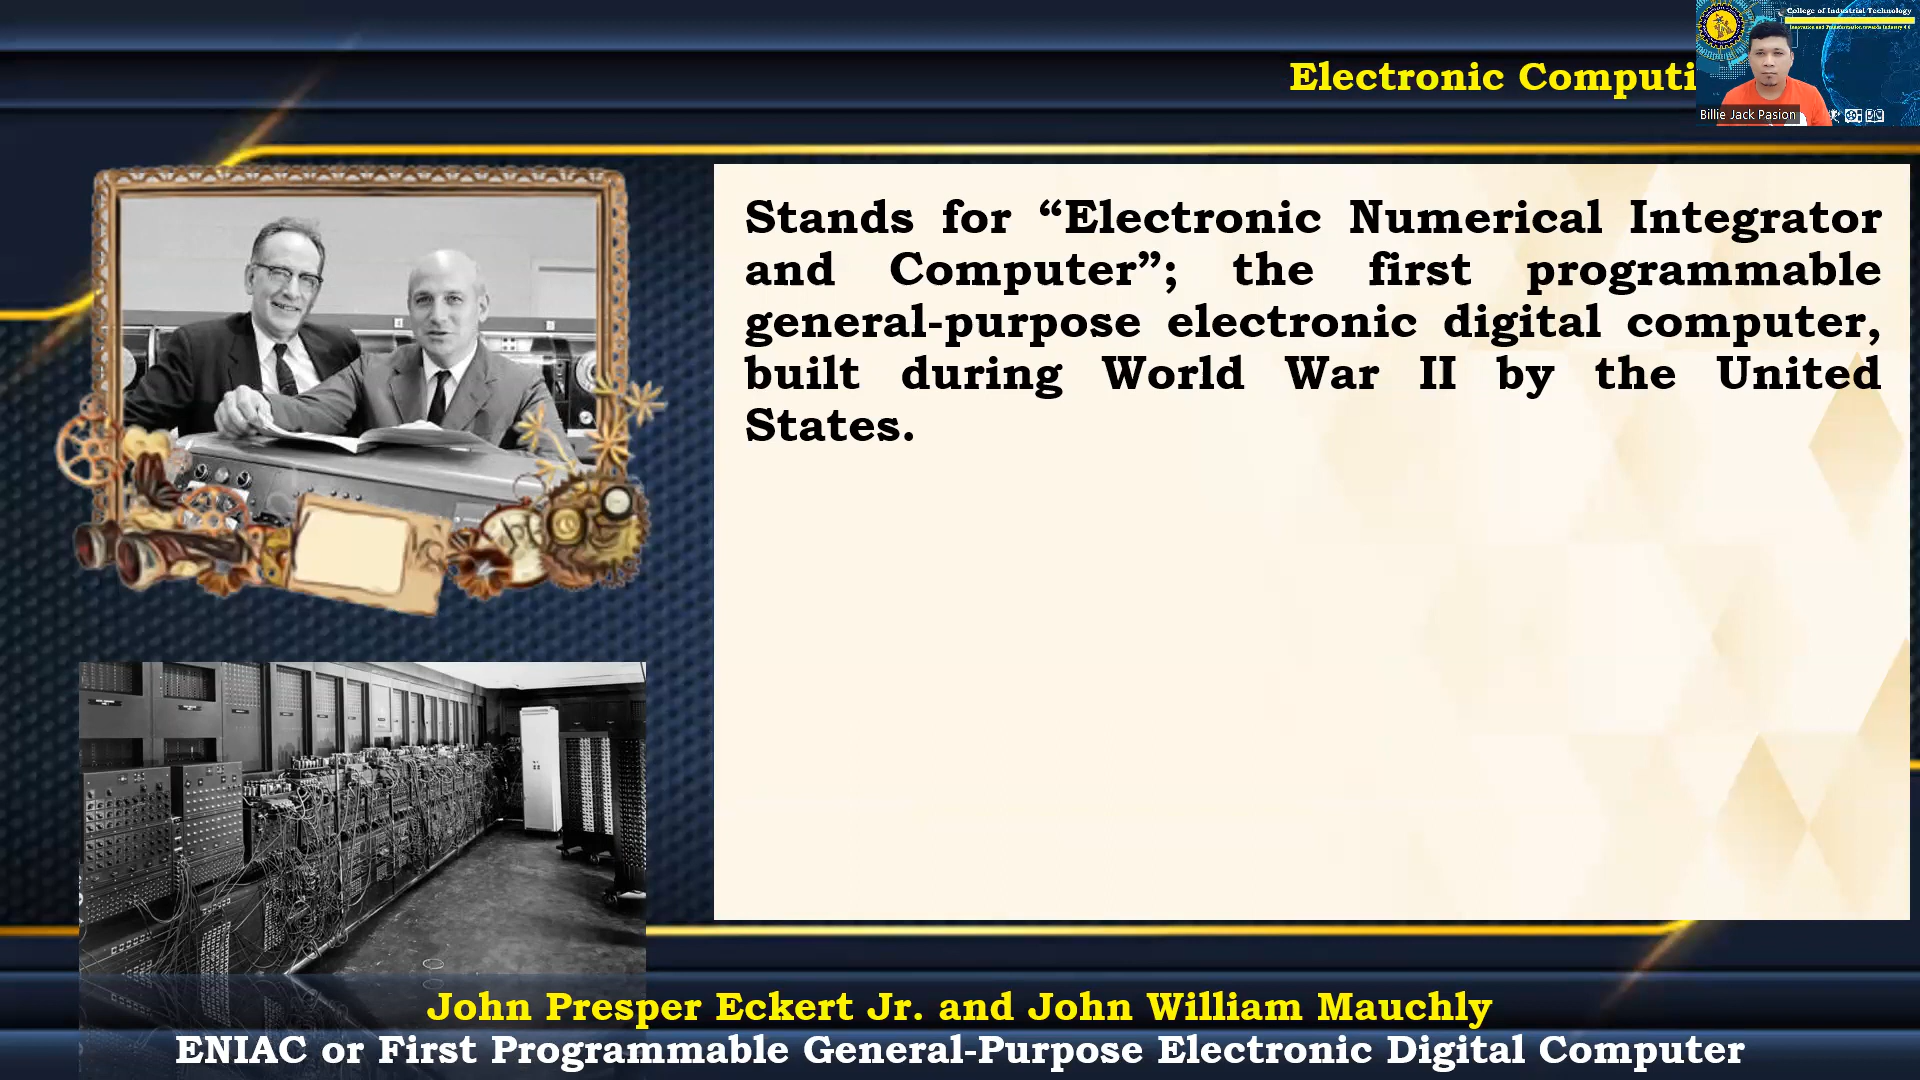 College of Industrial Technology
Electronic Computi
Billie Jack Pasion
Stands for “Electronic Numerical Integrator
and Computer”; the first programmable
general-purpose electronic digital computer,
built during World War II by the United
States.
John Presper Eckert Jr. and John William Mauchly
ENIAC or First Programmable General-Purpose Electronic Digital Computer